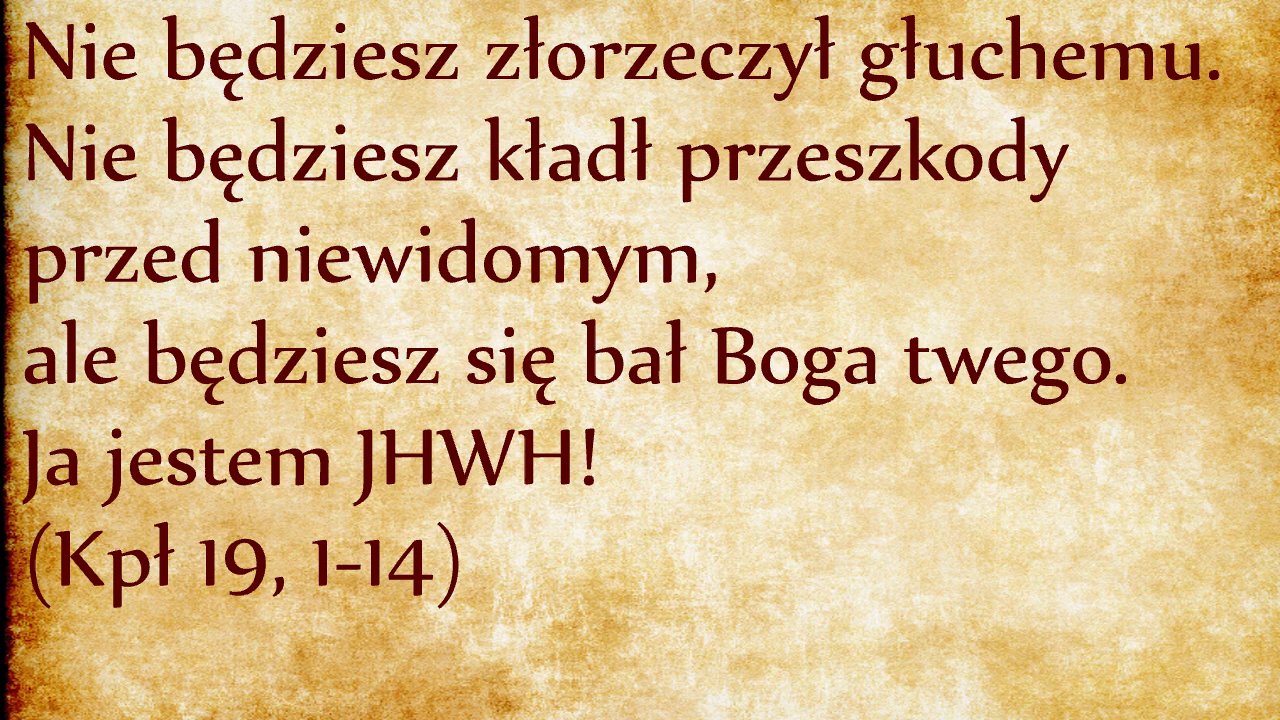 Nie będziesz złorzeczył głuchemu.
Nie będziesz kładł przeszkody
przed niewidomym,
ale będziesz się bał Boga twego.
Ja jestem JHWH!
(Kpł 19, 1-14)